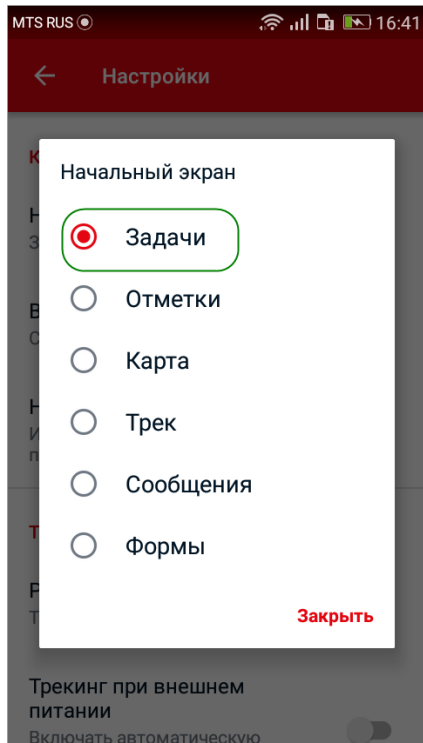 MTS RUS 16:41
Настройки
Начальный экран
Задачи
Отметки
Карта
Трек
Сообщения
Формы
Закрыть
Трекинг при внешнем
питании
Включать автоматическую